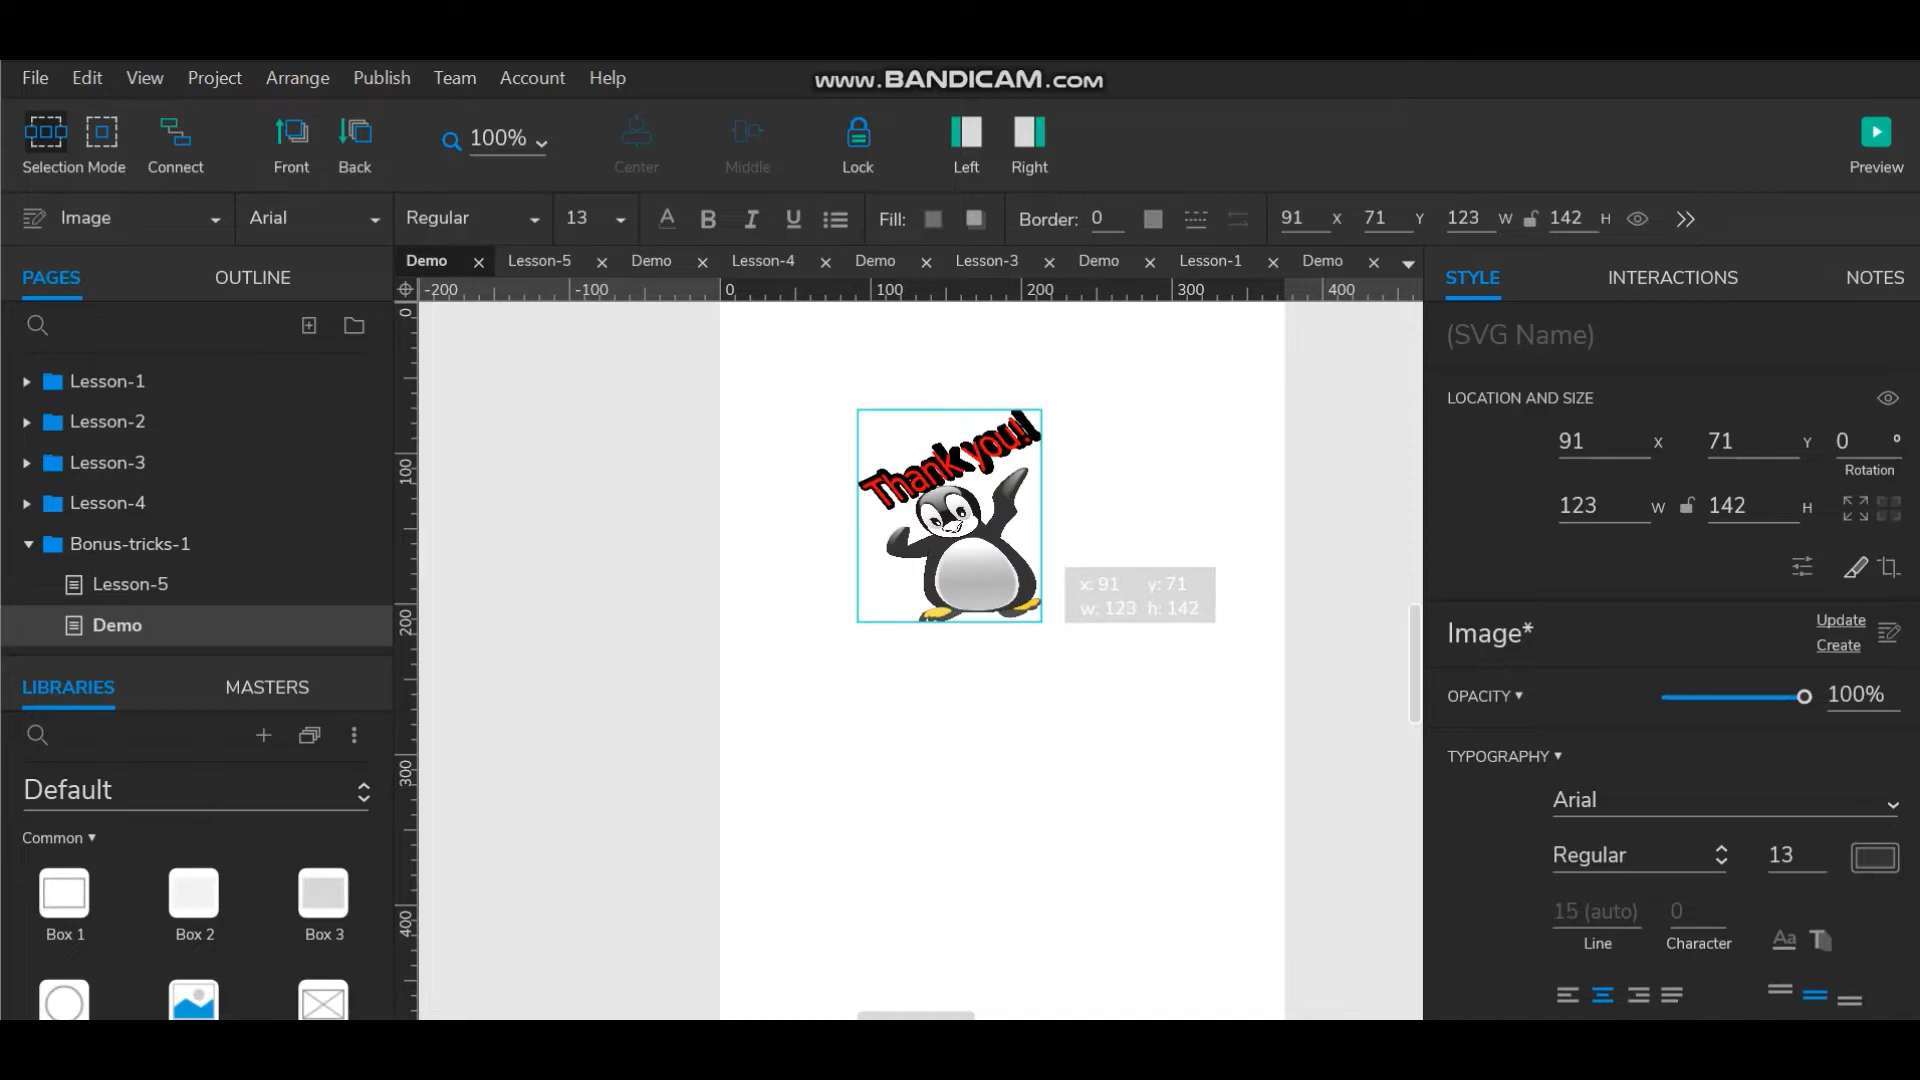 File Edit View Project Arrange Publish Team Account Help
www.BANDICAM.com
Selection Mode Connect Front Back 100% Center Middle Lock Left Right Preview
Image Arial Regular 13 A B I U Fill: Border: 0 91 X 71 Y 123 W 142 H
PAGES OUTLINE
Demo Lesson-5 Demo Lesson-4 Demo Lesson-3 Demo Lesson-1 Demo
STYLE INTERACTIONS NOTES
-200 -100 0 100 200 300 400
0
100
200
300
400
Lesson-1
Lesson-2
Lesson-3
Lesson-4
Bonus-tricks-1
Lesson-5
Demo
LIBRARIES MASTERS
Default
Common
Box 1 Box 2 Box 3
Thank you!!
x: 91 y: 71
w: 123 h: 142
(SVG Name)
LOCATION AND SIZE
91 X 71 Y 0 °
Rotation
123 W 142 H
Image*
Update
Create
OPACITY 100%
TYPOGRAPHY
Arial
Regular 13
15 (auto) 0
Line Character
Aa T